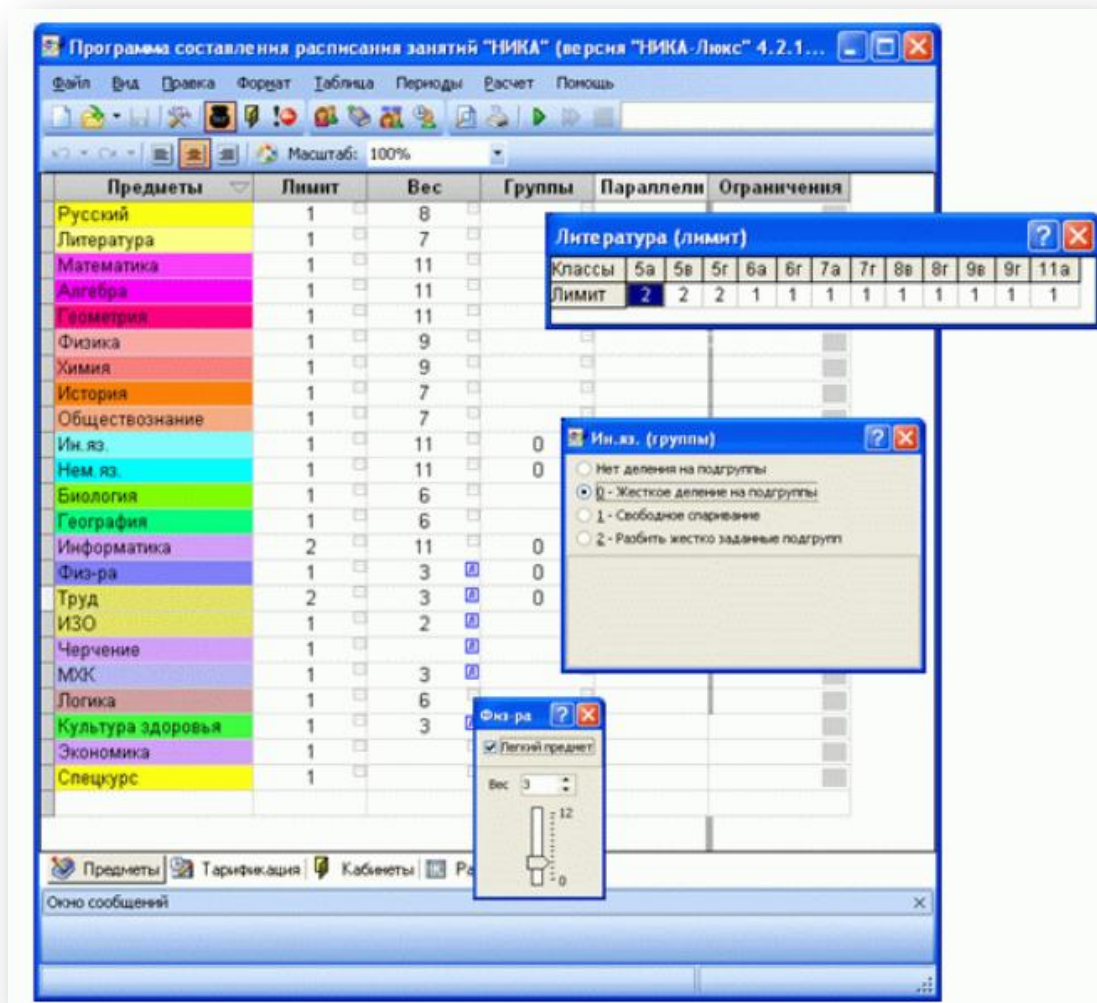 Программа составления расписания занятий "НИКА" (версия "НИКА-Люкс" 4.2.1...
Файл Вид Правка Формат Таблица Периоды Расчет Помощь
Масштаб: 100%
Предметы Лимит Вес Группы Параллели Ограничения
Русский 1 8
Литература 1 7
Математика 1 11
Алгебра 1 11
Геометрия 1 11
Физика 1 9
Химия 1 9
История 1 7
Обществознание 1 7
Ин.яз. 1 11 0
Нем.яз. 1 11 0
Биология 1 6
География 1 6
Информатика 2 11 0
Физ-ра 1 3 л 0
Труд 2 3 л 0
ИЗО 1 2 л
Черчение 1 л
МХК 1 3 л
Логика 1 6
Культура здоровья 1 3
Экономика 1
Спецкурс 1
Литература (лимит)
Классы 5а 5в 5г 6а 6г 7а 7г 8в 8г 9в 9г 11а
Лимит 2 2 2 1 1 1 1 1 1 1 1 1
Ин.яз. (группы)
Нет деления на подгруппы
0 - Жесткое деление на подгруппы
1 - Свободное спаривание
2 - Разбить жестко заданные подгрупп
Физ-ра
Легкий предмет
Вес 3
12
0
Предметы Тарификация Кабинеты Ра
Окно сообщений